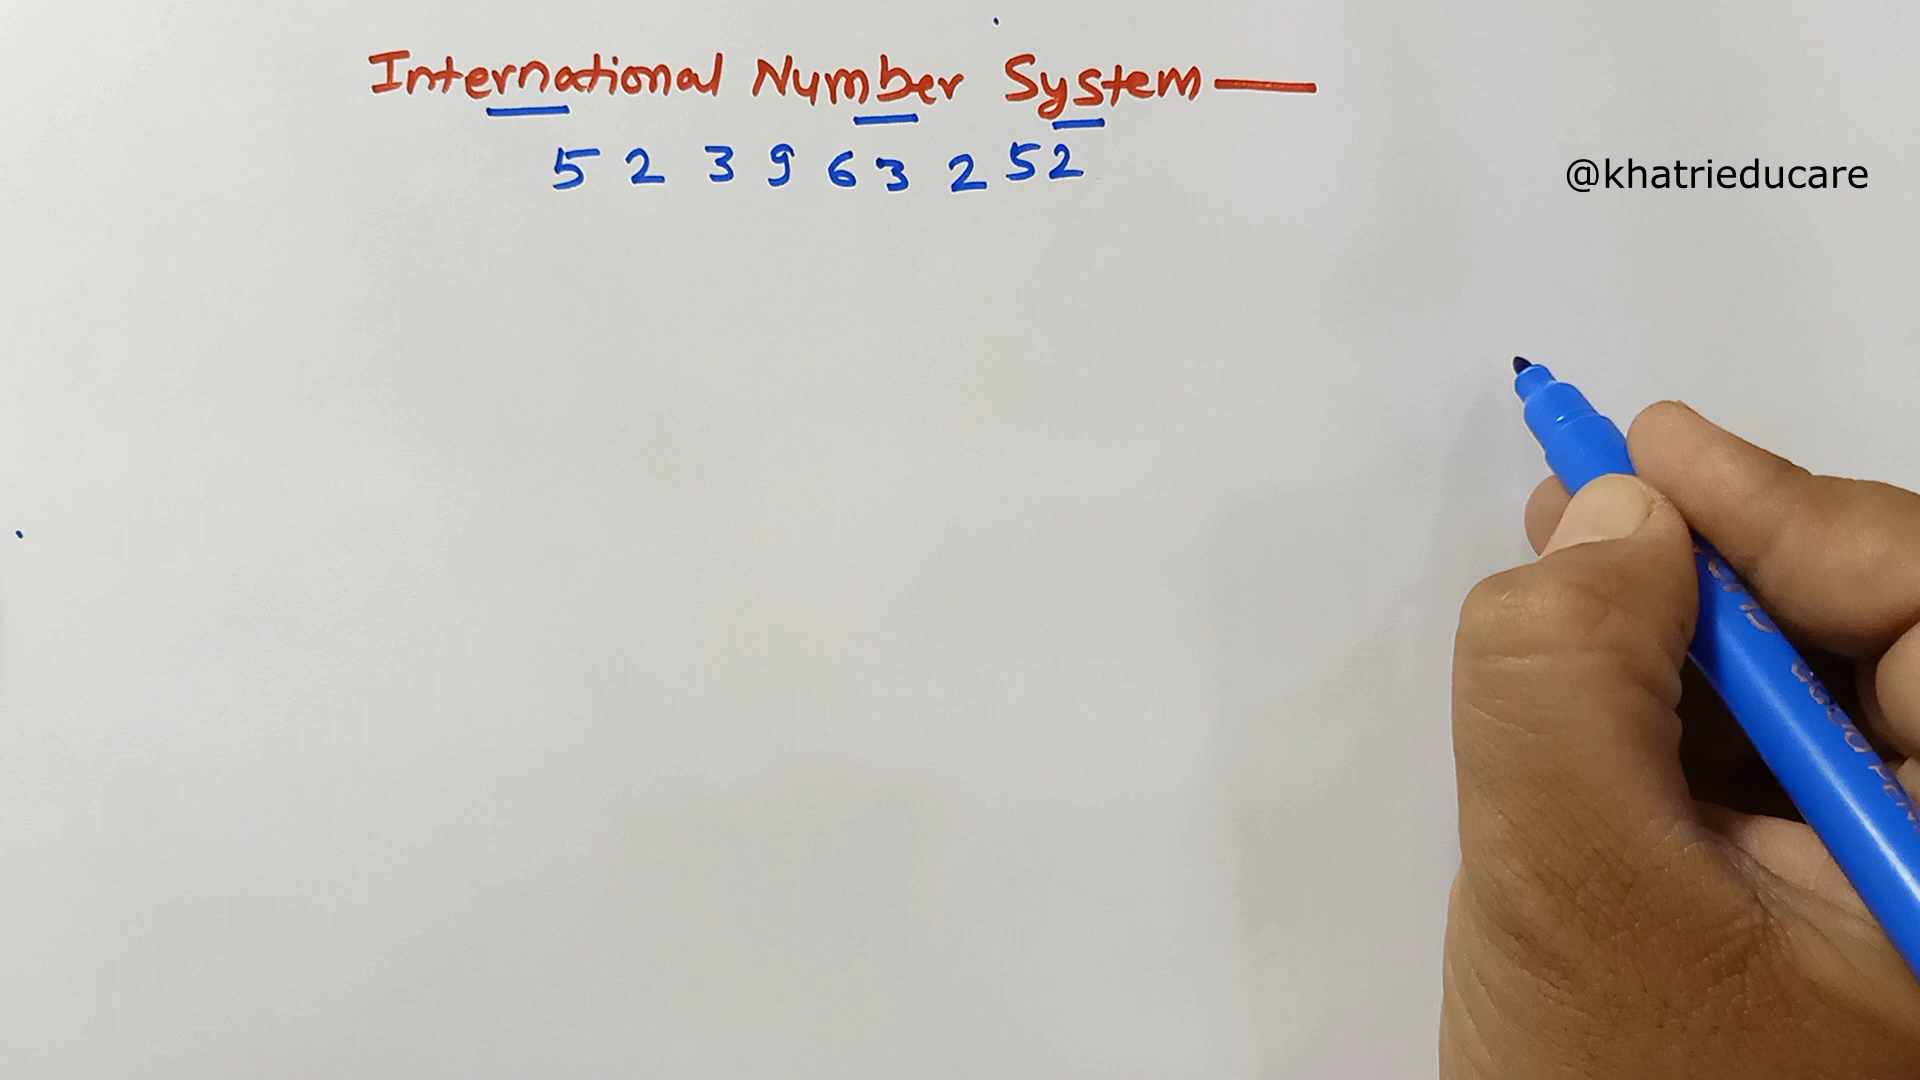 International Number System —
5 2 3 9 6 3 2 5 2
@khatrieducare